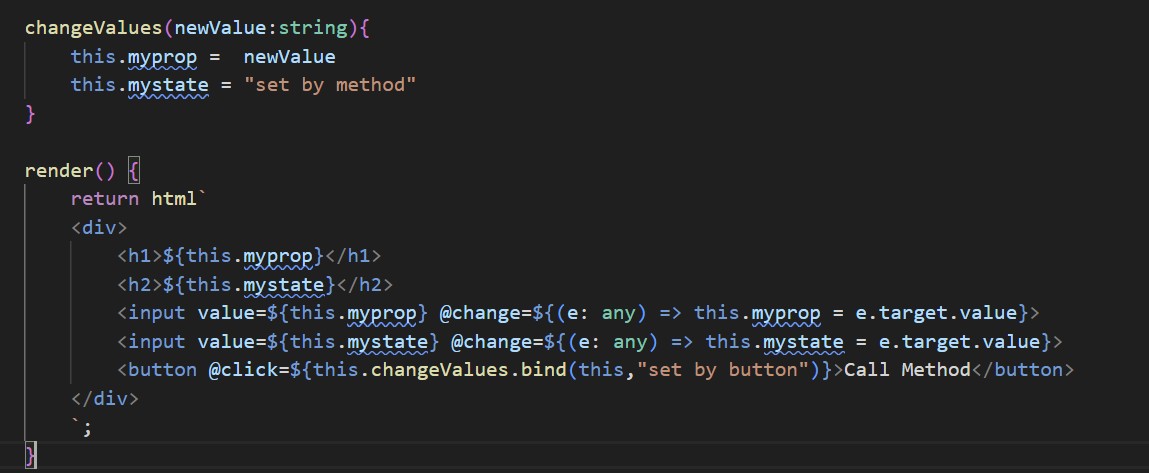 changeValues(newValue:string){
this.myprop =  newValue
this.mystate = "set by method"
}
render() {
return html`
<div>
<h1>${this.myprop}</h1>
<h2>${this.mystate}</h2>
<input value=${this.myprop} @change=${(e: any) => this.myprop = e.target.value}>
<input value=${this.mystate} @change=${(e: any) => this.mystate = e.target.value}>
<button @click=${this.changeValues.bind(this,"set by button")}>Call Method</button>
</div>
`;
}